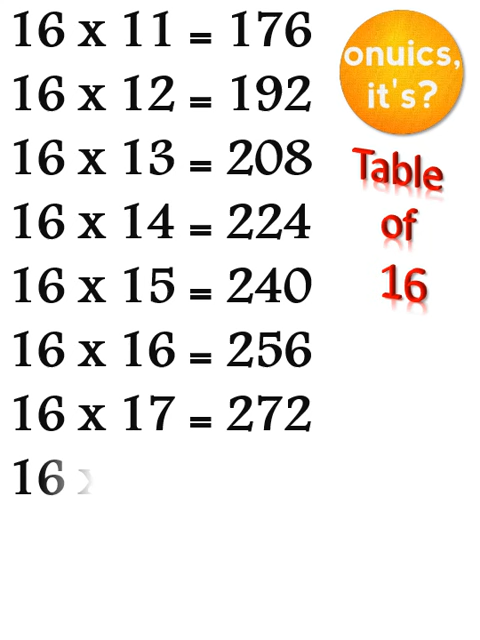 16 x 11 = 176
16 x 12 = 192
16 x 13 = 208
16 x 14 = 224
16 x 15 = 240
16 x 16 = 256
16 x 17 = 272
16 x
onuics,
it's?
Table
of
16